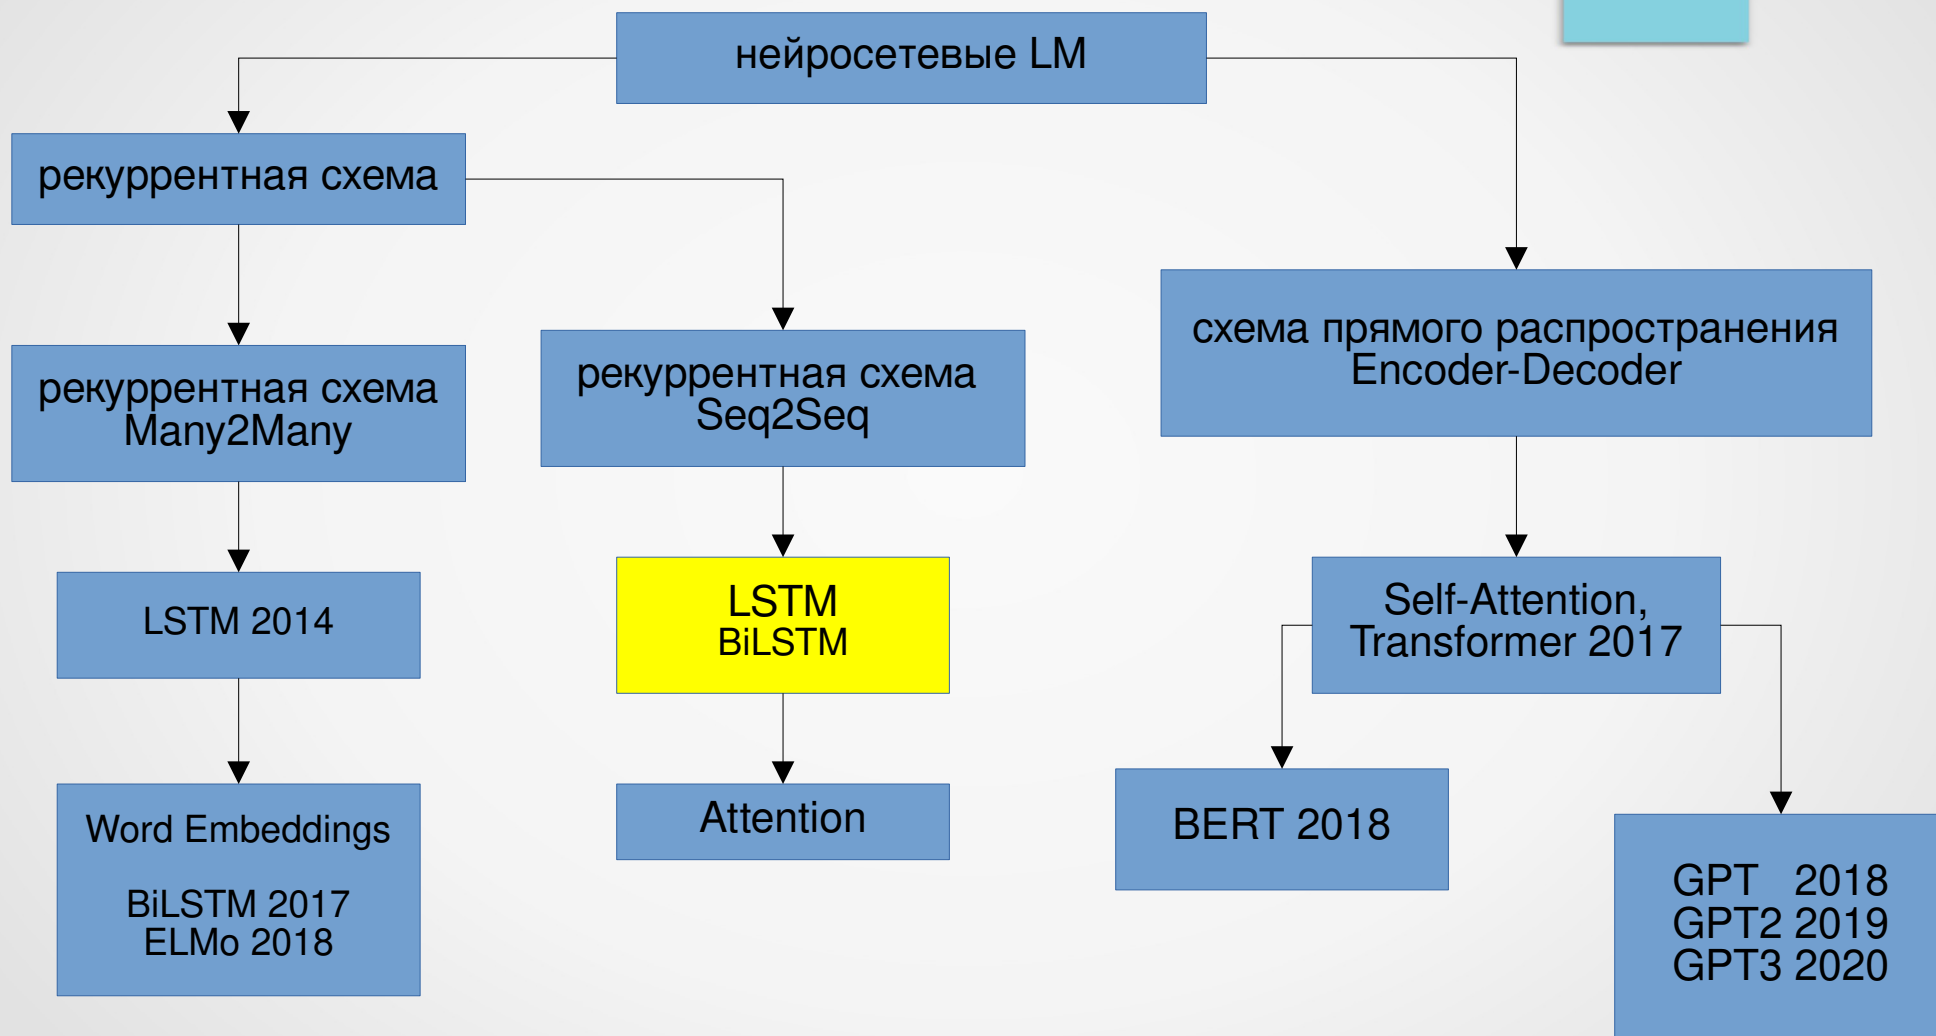 нейросетевые LM
рекуррентная схема
рекуррентная схема
Many2Many
рекуррентная схема
Seq2Seq
схема прямого распространения
Encoder-Decoder
LSTM 2014
LSTM
BiLSTM
Self-Attention,
Transformer 2017
Word Embeddings
BiLSTM 2017
ELMo 2018
Attention
BERT 2018
GPT 2018
GPT2 2019
GPT3 2020